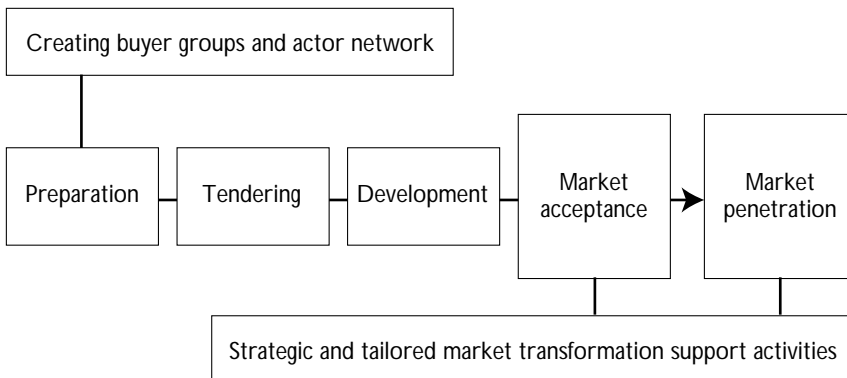 Creating buyer groups and actor network
Preparation
Tendering
Development
Market
acceptance
Market
penetration
Strategic and tailored market transformation support activities